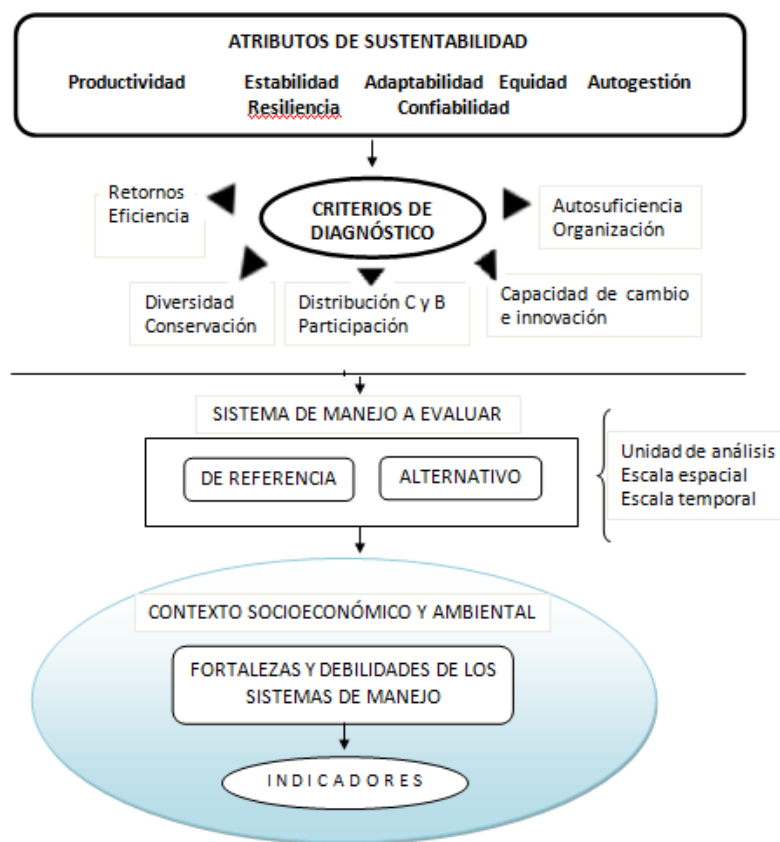 ATRIBUTOS DE SUSTENTABILIDAD
Productividad Estabilidad Adaptabilidad Equidad Autogestión
Resiliencia Confiabilidad
Retornos
Eficiencia
CRITERIOS DE
DIAGNÓSTICO
Autosuficiencia
Organización
Diversidad
Conservación
Distribución C y B
Participación
Capacidad de cambio
e innovación
SISTEMA DE MANEJO A EVALUAR
DE REFERENCIA
ALTERNATIVO
Unidad de análisis
Escala espacial
Escala temporal
CONTEXTO SOCIOECONÓMICO Y AMBIENTAL
FORTALEZAS Y DEBILIDADES DE LOS
SISTEMAS DE MANEJO
I N D I C A D O R E S